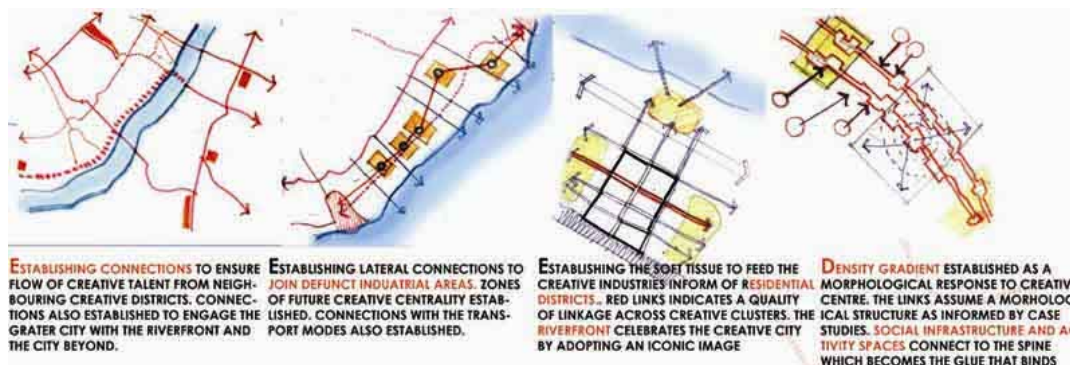 ESTABLISHING CONNECTIONS TO ENSURE
FLOW OF CREATIVE TALENT FROM NEIGH-
BOURING CREATIVE DISTRICTS. CONNEC-
TIONS ALSO ESTABLISHED TO ENGAGE THE
GRATER CITY WITH THE RIVERFRONT AND
THE CITY BEYOND.
ESTABLISHING LATERAL CONNECTIONS TO
JOIN DEFUNCT INDUATRIAL AREAS. ZONES
OF FUTURE CREATIVE CENTRALITY ESTAB-
LISHED. CONNECTIONS WITH THE TRANS-
PORT MODES ALSO ESTABLISHED.
ESTABLISHING THE SOFT TISSUE TO FEED THE
CREATIVE INDUSTRIES INFORM OF RESIDENTIAL
DISTRICTS.. RED LINKS INDICATES A QUALITY
OF LINKAGE ACROSS CREATIVE CLUSTERS. THE
RIVERFRONT CELEBRATES THE CREATIVE CITY
BY ADOPTING AN ICONIC IMAGE
DENSITY GRADIENT ESTABLISHED AS A
MORPHOLOGICAL RESPONSE TO CREATIV
CENTRE. THE LINKS ASSUME A MORHOLOG
ICAL STRUCTURE AS INFORMED BY CASE
STUDIES. SOCIAL INFRASTRUCTURE AND AC
TIVITY SPACES CONNECT TO THE SPINE
WHICH BECOMES THE GLUE THAT BINDS